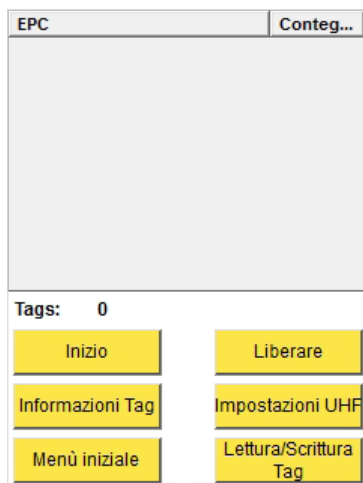 EPC Conteg...
Tags: 0
Inizio Liberare
Informazioni Tag Impostazioni UHF
Menù iniziale Lettura/Scrittura
Tag